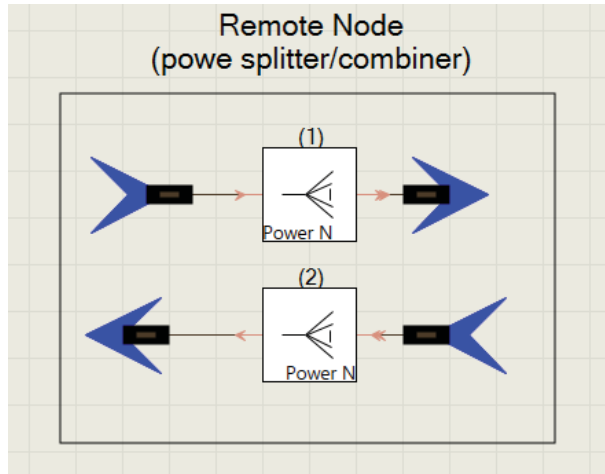 Remote Node
(powe splitter/combiner)
(1)
Power N
(2)
Power N